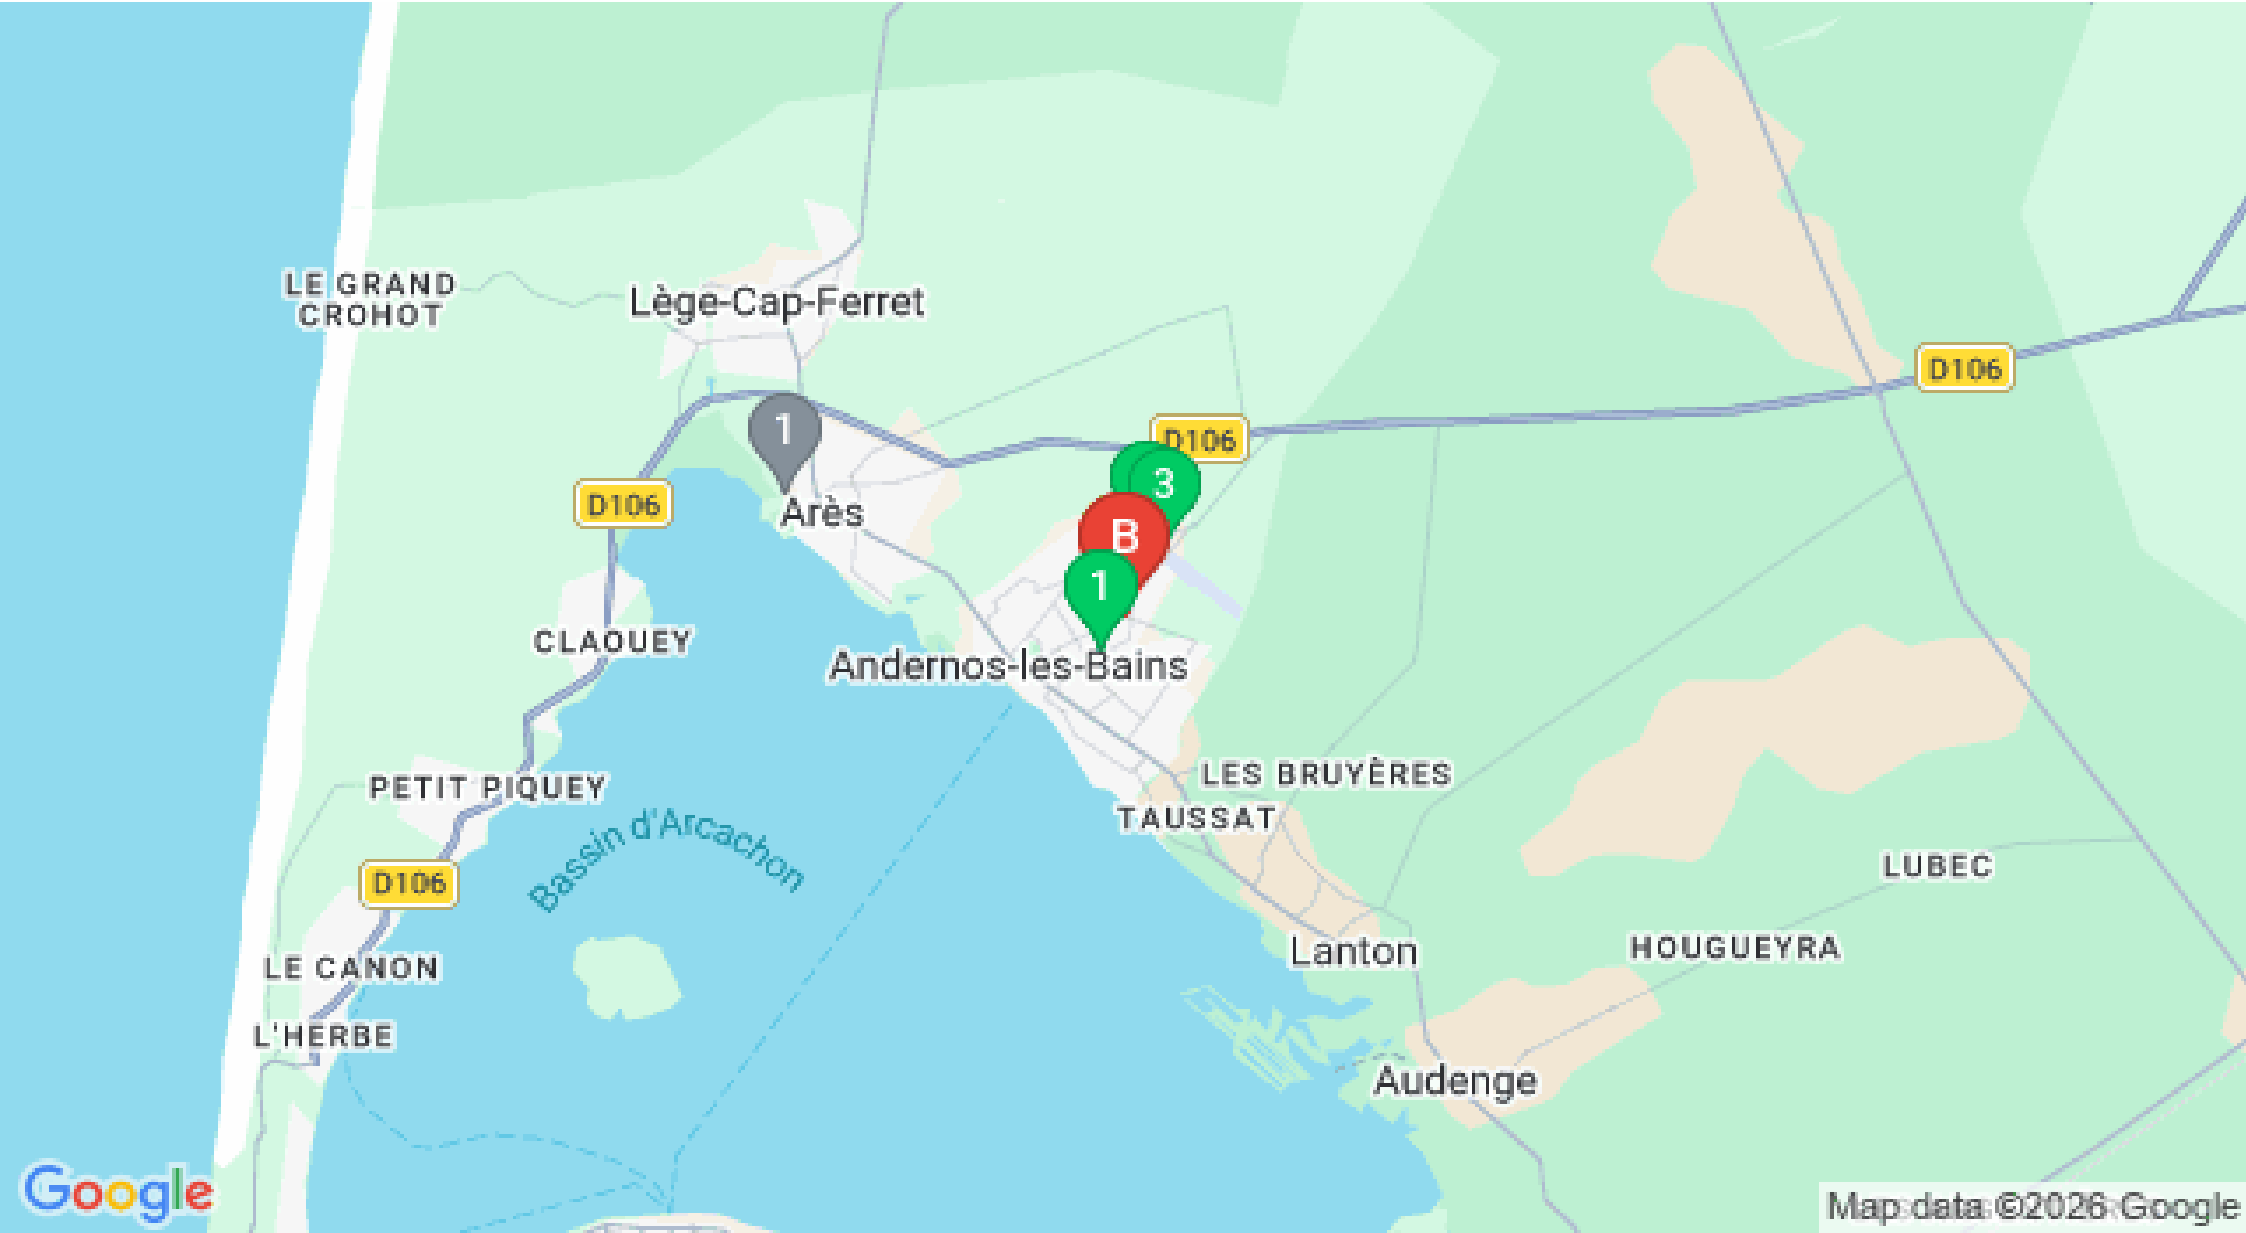 LE GRAND
CROHOT
Lège-Cap-Ferret
D106
D106
1
3
D106
Arès
B
1
CLAOUEY
Andernos-les-Bains
PETIT PIQUEY
LES BRUYÈRES
TAUSSAT
Bassin d'Arcachon
D106
LUBEC
LE CANON
Lanton
HOUGUEYRA
L'HERBE
Audenge
Google
Map data ©2026 Google